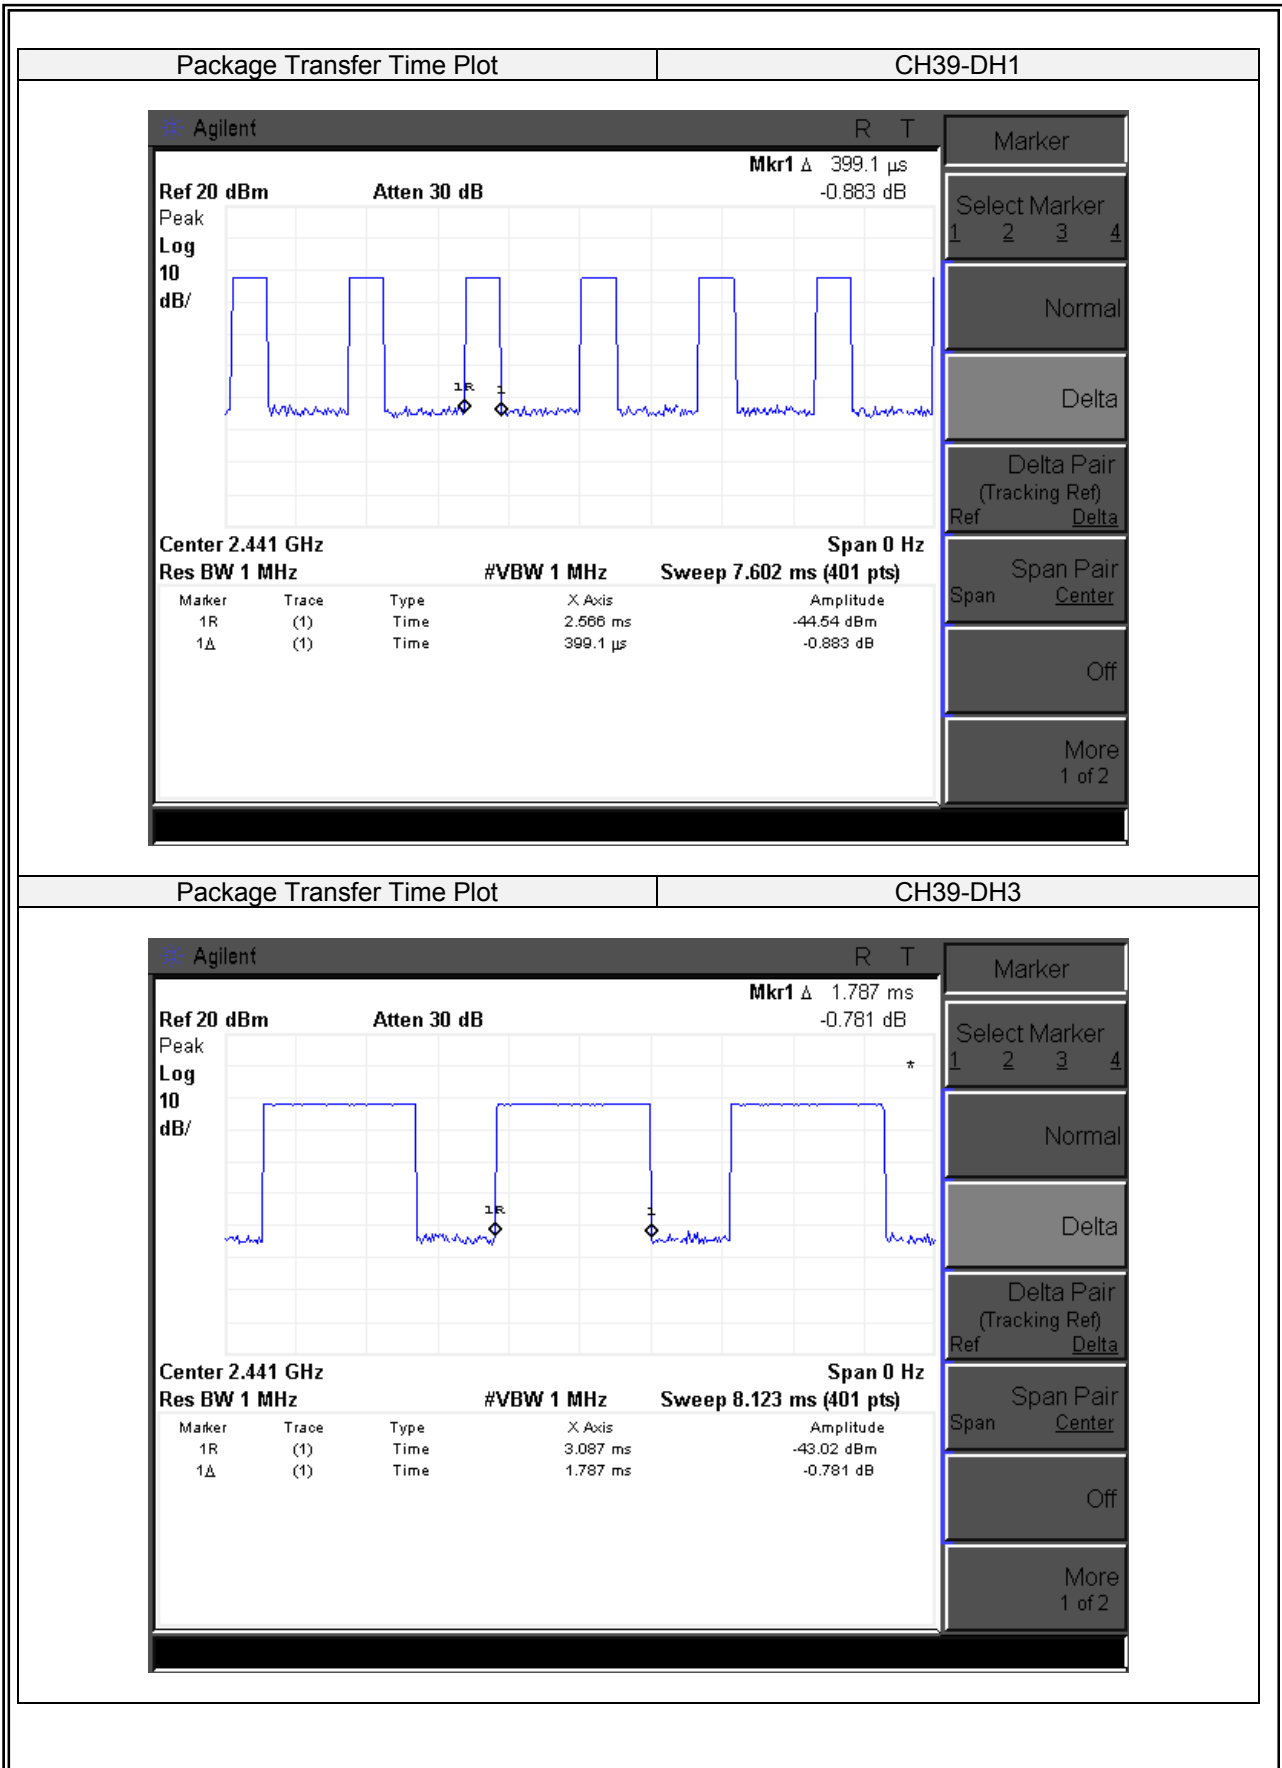 Package Transfer Time Plot CH39-DH1
Agilent R T
Mkr1 Δ 399.1 µs
Ref 20 dBm Atten 30 dB -0.883 dB
Peak
Log
10
dB/
1R 1
Center 2.441 GHz Span 0 Hz
Res BW 1 MHz #VBW 1 MHz Sweep 7.602 ms (401 pts)
Marker Trace Type X Axis Amplitude
1R (1) Time 2.566 ms -44.54 dBm
1Δ (1) Time 399.1 µs -0.883 dB
Marker
Select Marker
1 2 3 4
Normal
Delta
Delta Pair
(Tracking Ref)
Ref Delta
Span Pair
Span Center
Off
More
1 of 2
Package Transfer Time Plot CH39-DH3
Agilent R T
Mkr1 Δ 1.787 ms
Ref 20 dBm Atten 30 dB -0.781 dB
Peak
Log
10
dB/
*
1R 1
Center 2.441 GHz Span 0 Hz
Res BW 1 MHz #VBW 1 MHz Sweep 8.123 ms (401 pts)
Marker Trace Type X Axis Amplitude
1R (1) Time 3.087 ms -43.02 dBm
1Δ (1) Time 1.787 ms -0.781 dB
Marker
Select Marker
1 2 3 4
Normal
Delta
Delta Pair
(Tracking Ref)
Ref Delta
Span Pair
Span Center
Off
More
1 of 2